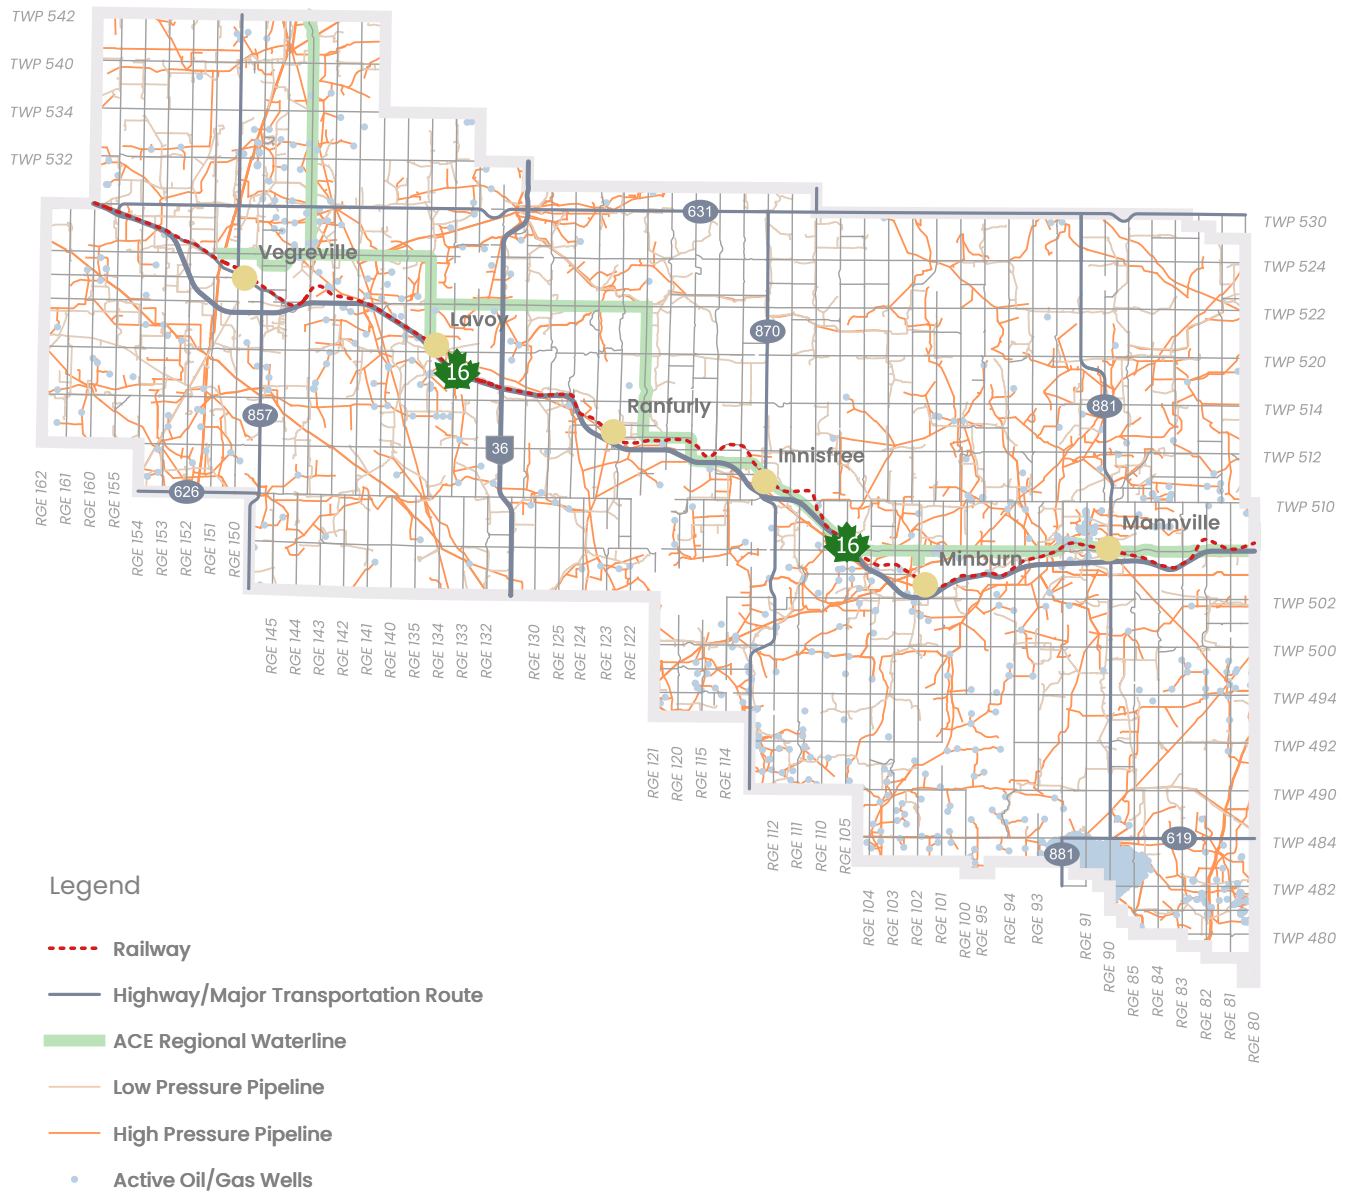 TWP 542
TWP 540
TWP 534
TWP 532
631
TWP 530
Vegreville
TWP 524
Lavoy
TWP 522
870
16
TWP 520
Ranfurly
881
TWP 514
857
36
Innisfree
TWP 512
626
TWP 510
RGE 162
RGE 161
RGE 160
RGE 155
RGE 154
RGE 153
RGE 152
RGE 151
RGE 150
Mannville
16
Minburn
TWP 502
RGE 145
RGE 144
RGE 143
RGE 142
RGE 141
RGE 140
RGE 135
RGE 134
RGE 133
RGE 132
RGE 130
RGE 125
RGE 124
RGE 123
RGE 122
TWP 500
TWP 494
TWP 492
RGE 121
RGE 120
RGE 115
RGE 114
TWP 490
RGE 112
RGE 111
RGE 110
RGE 105
619
TWP 484
881
TWP 482
RGE 104
RGE 103
RGE 102
RGE 101
RGE 100
RGE 95
RGE 94
RGE 93
RGE 91
TWP 480
RGE 90
RGE 85
RGE 84
RGE 83
RGE 82
RGE 81
RGE 80
Legend
Railway
Highway/Major Transportation Route
ACE Regional Waterline
Low Pressure Pipeline
High Pressure Pipeline
Active Oil/Gas Wells